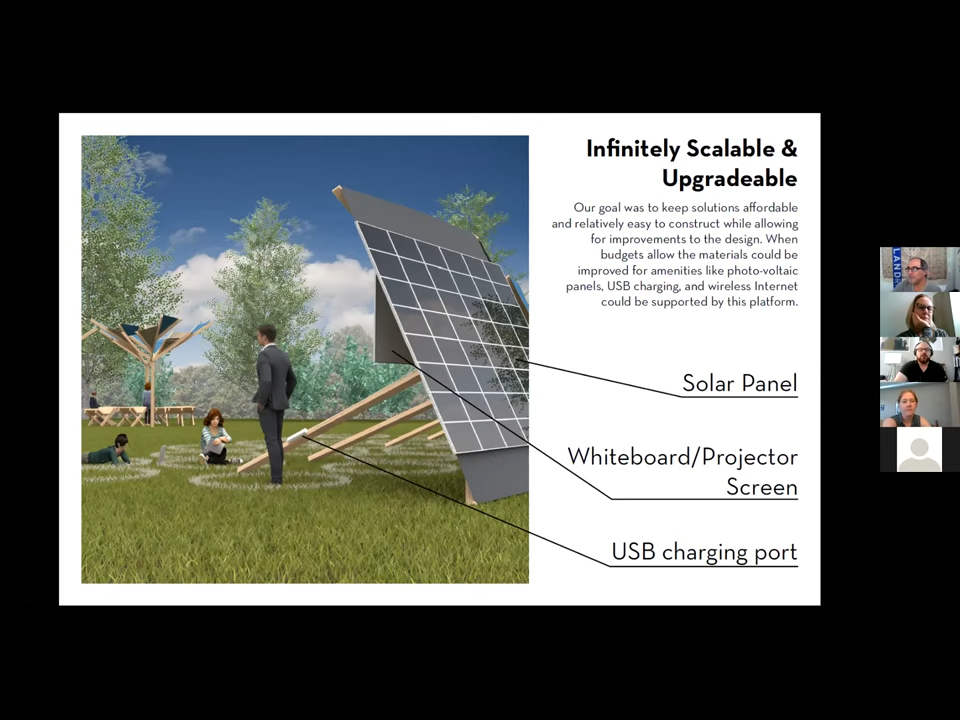 Infinitely Scalable &
Upgradeable
Our goal was to keep solutions affordable
and relatively easy to construct while allowing
for improvements to the design. When
budgets allow the materials could be
improved for amenities like photo-voltaic
panels, USB charging, and wireless Internet
could be supported by this platform.
Solar Panel
Whiteboard/Projector
Screen
USB charging port
LAND